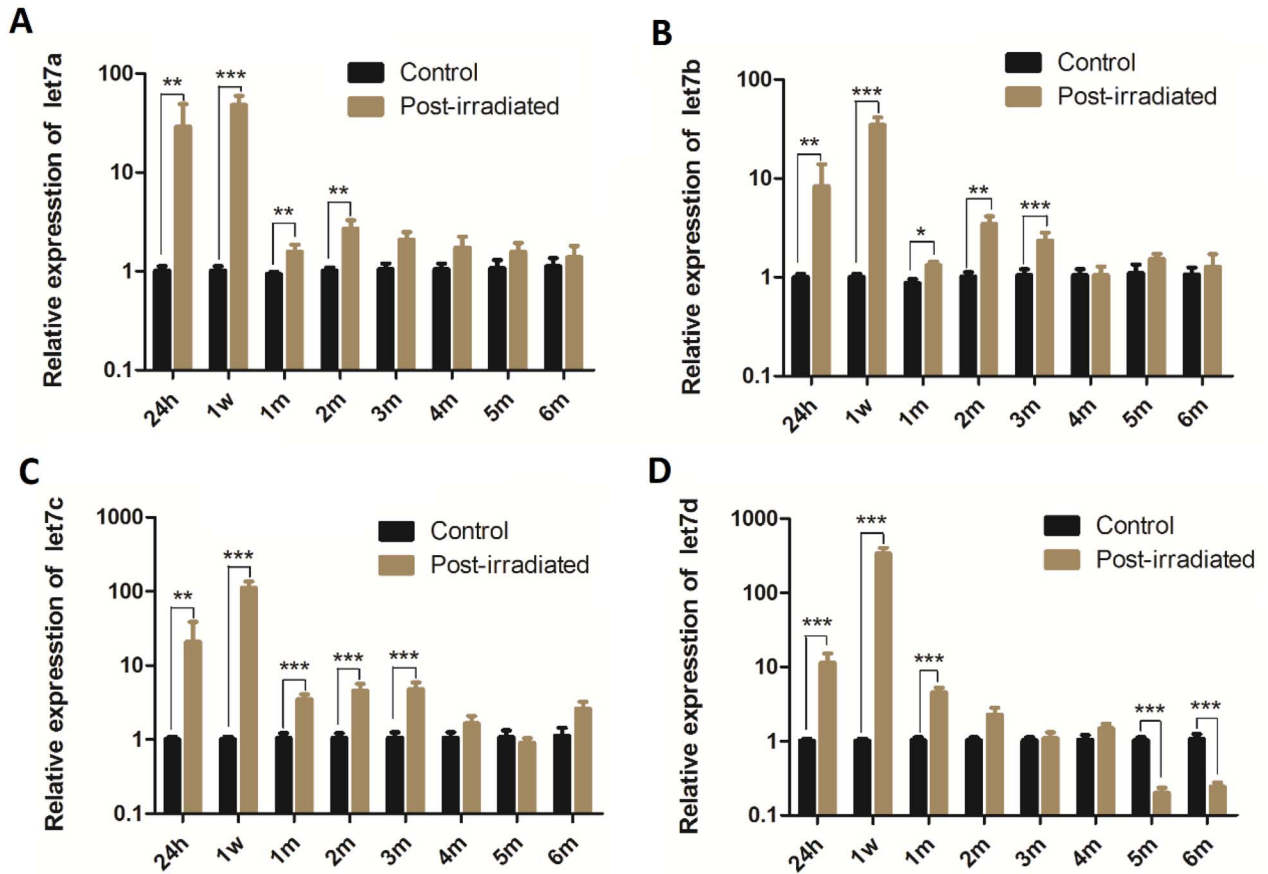 A
Relative expresstion of let7a
100
10
1
0.1
Control
Post-irradiated
** *** ** **
24h 1w 1m 2m 3m 4m 5m 6m
B
Relative expresstion of let7b
100
10
1
0.1
Control
Post-irradiated
** *** * ** ***
24h 1w 1m 2m 3m 4m 5m 6m
C
Relative expresstion of let7c
1000
100
10
1
0.1
Control
Post-irradiated
** *** *** *** ***
24h 1w 1m 2m 3m 4m 5m 6m
D
Relative expresstion of let7d
1000
100
10
1
0.1
Control
Post-irradiated
*** *** *** *** ***
24h 1w 1m 2m 3m 4m 5m 6m